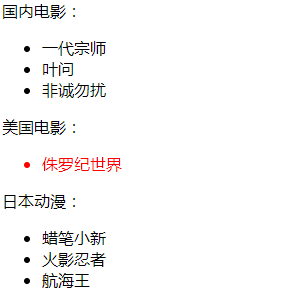 国内电影：
一代宗师
叶问
非诚勿扰
美国电影：
侏罗纪世界
日本动漫：
蜡笔小新
火影忍者
航海王